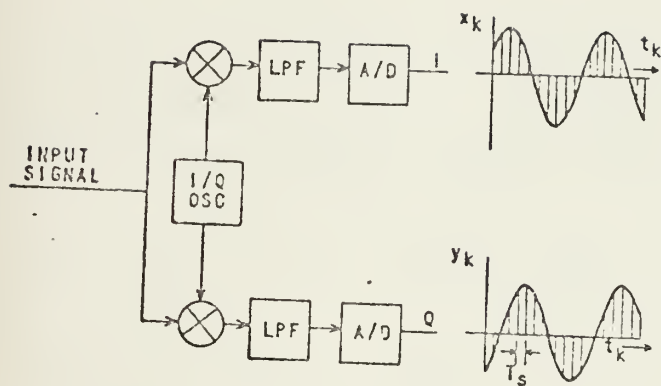 x_k
t_k
LPF
A/D
I
INPUT
SIGNAL
I/Q
OSC
y_k
LPF
A/D
Q
t_k
T_s